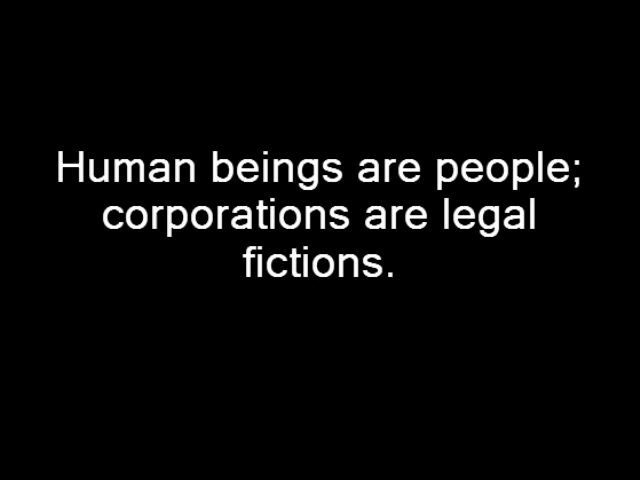 Human beings are people;
corporations are legal
fictions.